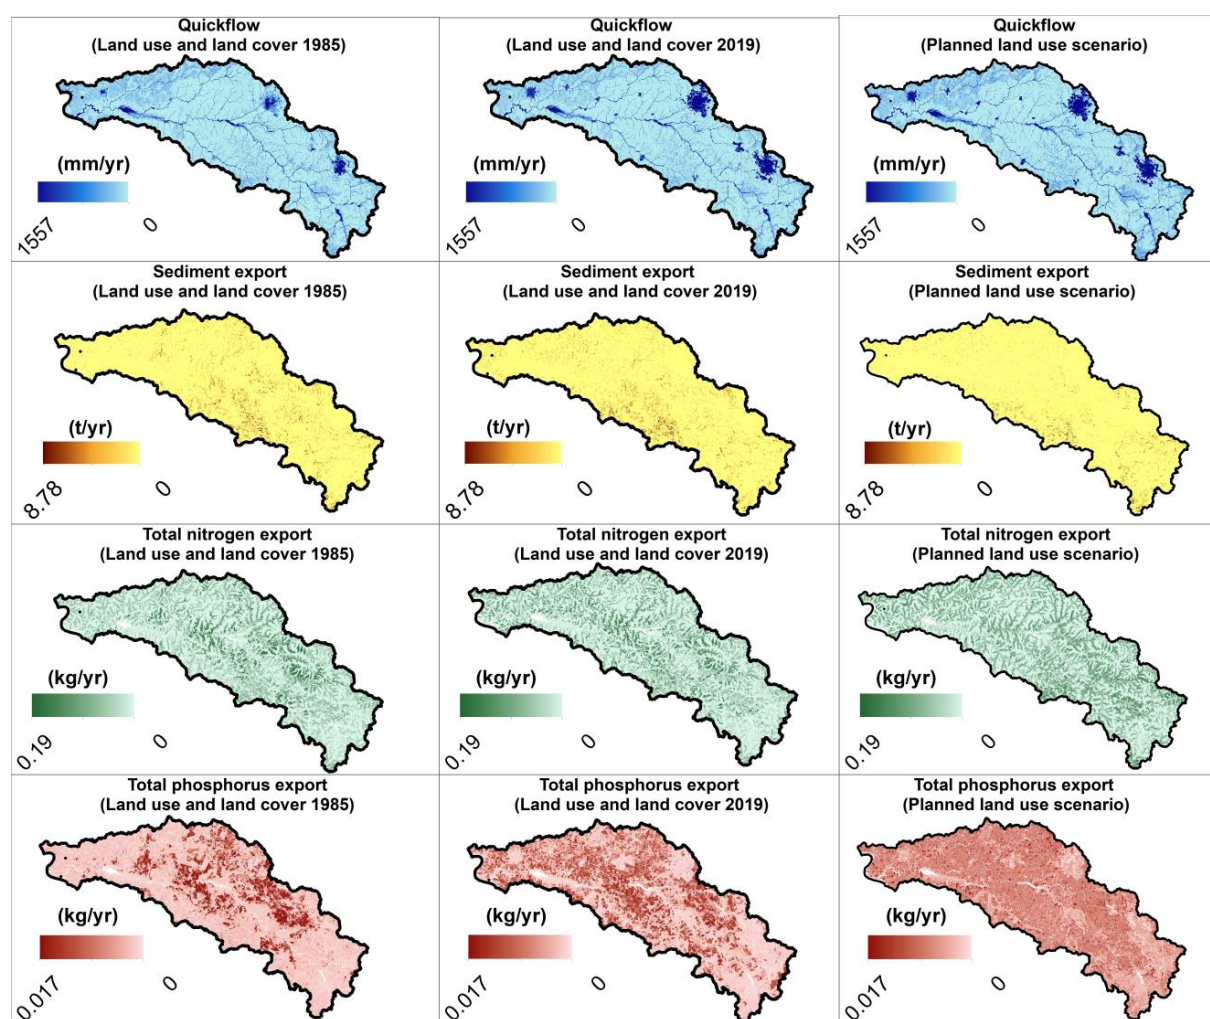 Quickflow
(Land use and land cover 1985)
(mm/yr)
1557
0
Quickflow
(Land use and land cover 2019)
(mm/yr)
1557
0
Quickflow
(Planned land use scenario)
(mm/yr)
1557
0
Sediment export
(Land use and land cover 1985)
(t/yr)
8.78
0
Sediment export
(Land use and land cover 2019)
(t/yr)
8.78
0
Sediment export
(Planned land use scenario)
(t/yr)
8.78
0
Total nitrogen export
(Land use and land cover 1985)
(kg/yr)
0.19
0
Total nitrogen export
(Land use and land cover 2019)
(kg/yr)
0.19
0
Total nitrogen export
(Planned land use scenario)
(kg/yr)
0.19
0
Total phosphorus export
(Land use and land cover 1985)
(kg/yr)
0.017
0
Total phosphorus export
(Land use and land cover 2019)
(kg/yr)
0.017
0
Total phosphorus export
(Planned land use scenario)
(kg/yr)
0.017
0